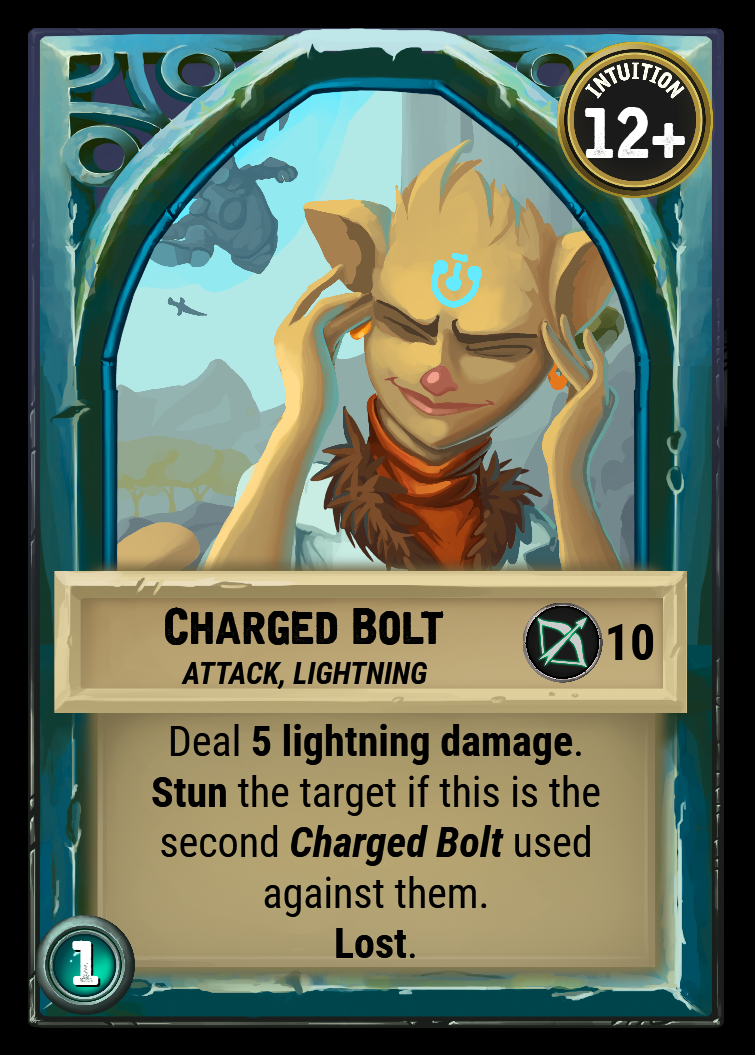 INTUITION
12+
CHARGED BOLT
10
ATTACK, LIGHTNING
Deal 5 lightning damage.
Stun the target if this is the
second Charged Bolt used
against them.
Lost.
1